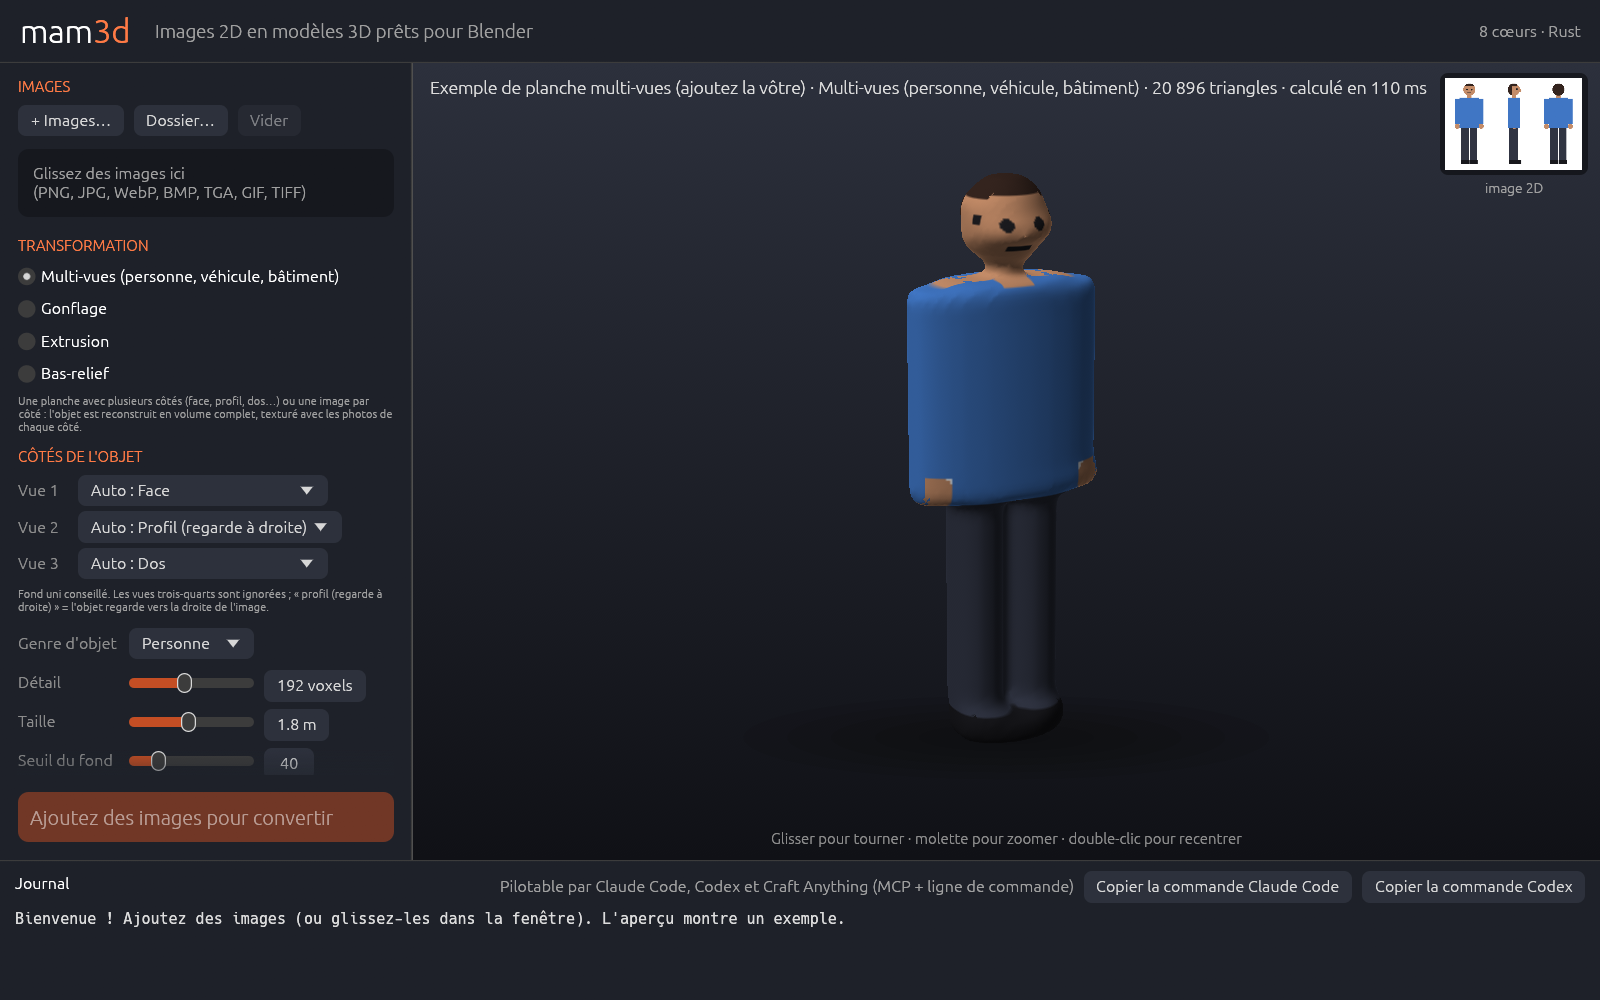 mam3d
Images 2D en modèles 3D prêts pour Blender
8 cœurs · Rust
IMAGES
+ Images…
Dossier…
Vider
Glissez des images ici
(PNG, JPG, WebP, BMP, TGA, GIF, TIFF)
TRANSFORMATION
Multi-vues (personne, véhicule, bâtiment)
Gonflage
Extrusion
Bas-relief
Une planche avec plusieurs côtés (face, profil, dos…) ou une image par
côté : l'objet est reconstruit en volume complet, texturé avec les photos de
chaque côté.
CÔTÉS DE L'OBJET
Vue 1
Auto : Face
Vue 2
Auto : Profil (regarde à droite)
Vue 3
Auto : Dos
Fond uni conseillé. Les vues trois-quarts sont ignorées ; « profil (regarde à
droite) » = l'objet regarde vers la droite de l'image.
Genre d'objet
Personne
Détail
192 voxels
Taille
1.8 m
Seuil du fond
40
Ajoutez des images pour convertir
Exemple de planche multi-vues (ajoutez la vôtre) · Multi-vues (personne, véhicule, bâtiment) · 20 896 triangles · calculé en 110 ms
image 2D
Glisser pour tourner · molette pour zoomer · double-clic pour recentrer
Journal
Pilotable par Claude Code, Codex et Craft Anything (MCP + ligne de commande)
Copier la commande Claude Code
Copier la commande Codex
Bienvenue ! Ajoutez des images (ou glissez-les dans la fenêtre). L'aperçu montre un exemple.